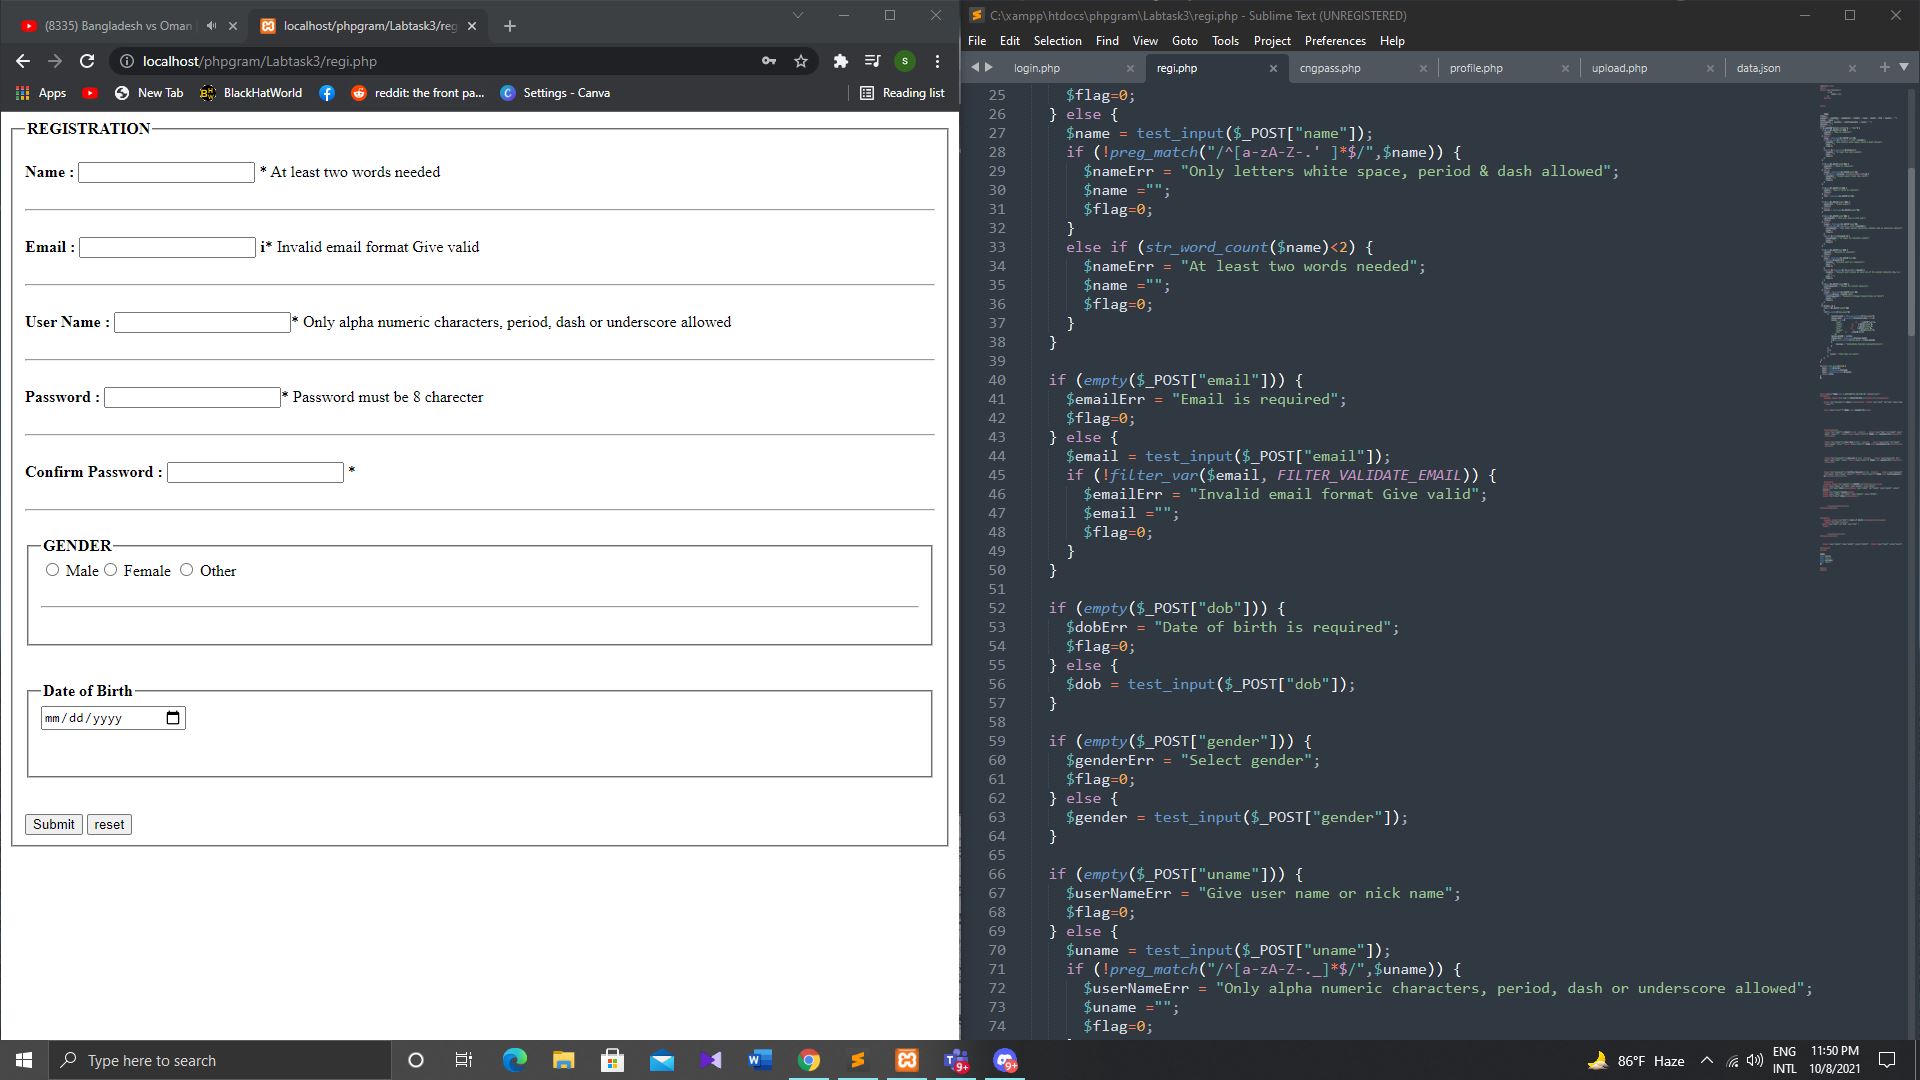 (8335) Bangladesh vs Oman
localhost/phpgram/Labtask3/reg
localhost/phpgram/Labtask3/regi.php
S
Apps
New Tab
BlackHatWorld
reddit: the front pa...
Settings - Canva
Reading list
REGISTRATION
Name : * At least two words needed
Email : i* Invalid email format Give valid
User Name : * Only alpha numeric characters, period, dash or underscore allowed
Password : * Password must be 8 charecter
Confirm Password : *
GENDER
Male Female Other
Date of Birth
mm/dd/yyyy
Submit reset
C:\xampp\htdocs\phpgram\Labtask3\regi.php - Sublime Text (UNREGISTERED)
File Edit Selection Find View Goto Tools Project Preferences Help
login.php regi.php cngpass.php profile.php upload.php data.json
25 $flag=0;
26 } else {
27 $name = test_input($_POST["name"]);
28 if (!preg_match("/^[a-zA-Z-.' ]*$/",$name)) {
29 $nameErr = "Only letters white space, period & dash allowed";
30 $name ="";
31 $flag=0;
32 }
33 else if (str_word_count($name)<2) {
34 $nameErr = "At least two words needed";
35 $name ="";
36 $flag=0;
37 }
38 }
39
40 if (empty($_POST["email"])) {
41 $emailErr = "Email is required";
42 $flag=0;
43 } else {
44 $email = test_input($_POST["email"]);
45 if (!filter_var($email, FILTER_VALIDATE_EMAIL)) {
46 $emailErr = "Invalid email format Give valid";
47 $email ="";
48 $flag=0;
49 }
50 }
51
52 if (empty($_POST["dob"])) {
53 $dobErr = "Date of birth is required";
54 $flag=0;
55 } else {
56 $dob = test_input($_POST["dob"]);
57 }
58
59 if (empty($_POST["gender"])) {
60 $genderErr = "Select gender";
61 $flag=0;
62 } else {
63 $gender = test_input($_POST["gender"]);
64 }
65
66 if (empty($_POST["uname"])) {
67 $userNameErr = "Give user name or nick name";
68 $flag=0;
69 } else {
70 $uname = test_input($_POST["uname"]);
71 if (!preg_match("/^[a-zA-Z-._]*$/",$uname)) {
72 $userNameErr = "Only alpha numeric characters, period, dash or underscore allowed";
73 $uname ="";
74 $flag=0;
Type here to search
9+
9+
86°F Haze
ENG
INTL
11:50 PM
10/8/2021